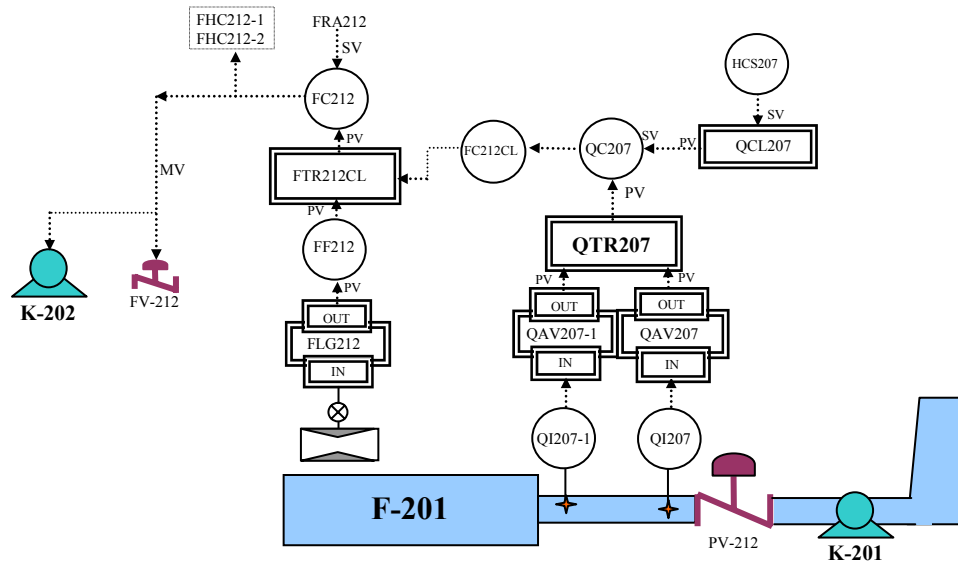 FHC212-1
FHC212-2
FRA212
SV
HCS207
FC212
SV
PV
SV
PV
FC212CL
QC207
QCL207
FTR212CL
MV
PV
PV
FF212
QTR207
PV
PV
PV
OUT
OUT
OUT
FV-212
K-202
FLG212
QAV207-1
QAV207
IN
IN
IN
QI207-1
QI207
F-201
PV-212
K-201